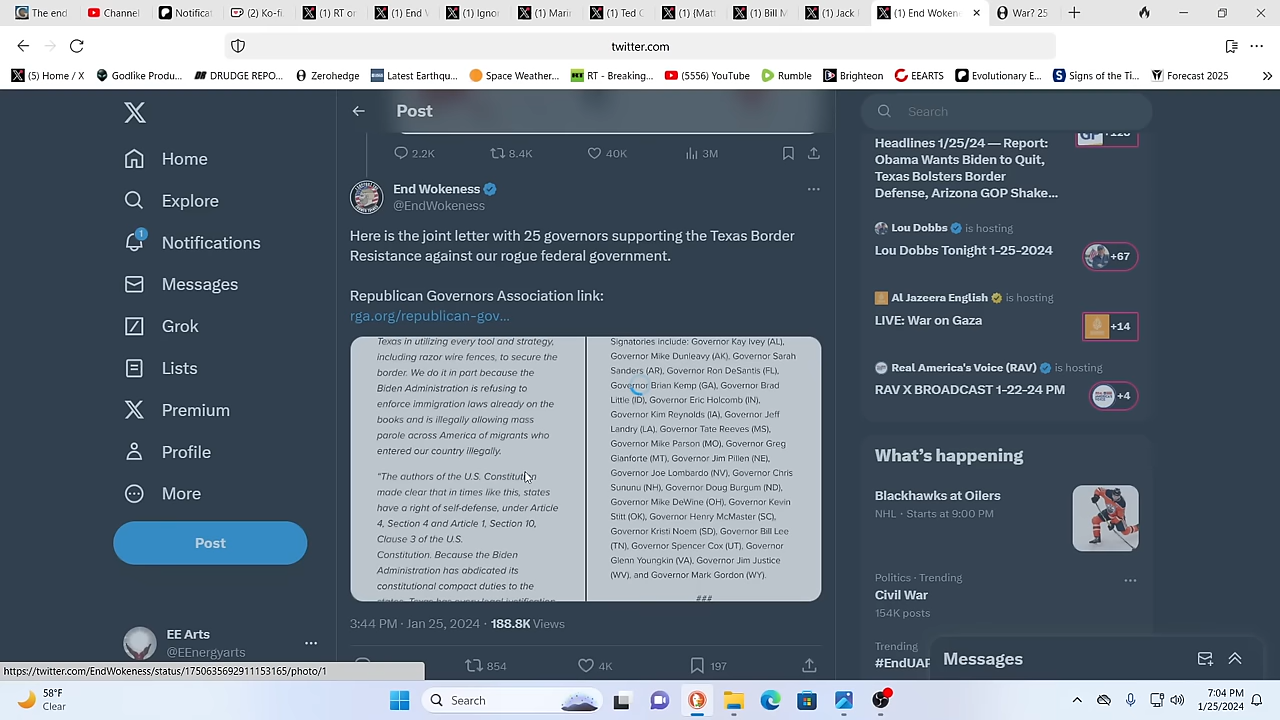 The end
Channel
Notificat
(2) Ko-fi
(1) RT or
(1) End V
(1) Ignor
(1) Mari
(1) Ted C
(1) {Matt
(1) Bill M
(1) Jack
(1) End Woken
War? 25
twitter.com
(5) Home / X
Godlike Produ...
DRUDGE REPO...
Zerohedge
Latest Earthqu...
Space Weather...
RT - Breaking...
(5556) YouTube
Rumble
Brighteon
EEARTS
Evolutionary E...
Signs of the Ti...
Forecast 2025
Home
Explore
1
Notifications
Messages
Grok
Lists
Premium
Profile
More
Post
EE Arts
@EEnergyarts
Post
2.2K
8.4K
40K
3M
End Wokeness
@EndWokeness
Here is the joint letter with 25 governors supporting the Texas Border
Resistance against our rogue federal government.
Republican Governors Association link:
rga.org/republican-gov...
Texas in utilizing every tool and strategy,
including razor wire fences, to secure the
border. We do it in part because the
Biden Administration is refusing to
enforce immigration laws already on the
books and is illegally allowing mass
parole across America of migrants who
entered our country illegally.
"The authors of the U.S. Constitution
made clear that in times like this, states
have a right of self-defense, under Article
4, Section 4 and Article 1, Section 10,
Clause 3 of the U.S.
Constitution. Because the Biden
Administration has abdicated its
constitutional compact duties to the
states, Texas has every legal justification
Signatories include: Governor Kay Ivey (AL),
Governor Mike Dunleavy (AK), Governor Sarah
Sanders (AR), Governor Ron DeSantis (FL),
Governor Brian Kemp (GA), Governor Brad
Little (ID), Governor Eric Holcomb (IN),
Governor Kim Reynolds (IA), Governor Jeff
Landry (LA), Governor Tate Reeves (MS),
Governor Mike Parson (MO), Governor Greg
Gianforte (MT), Governor Jim Pillen (NE),
Governor Joe Lombardo (NV), Governor Chris
Sununu (NH), Governor Doug Burgum (ND),
Governor Mike DeWine (OH), Governor Kevin
Stitt (OK), Governor Henry McMaster (SC),
Governor Kristi Noem (SD), Governor Bill Lee
(TN), Governor Spencer Cox (UT), Governor
Glenn Youngkin (VA), Governor Jim Justice
(WV), and Governor Mark Gordon (WY).
###
3:44 PM · Jan 25, 2024 · 188.8K Views
854
4K
197
Search
+128
Headlines 1/25/24 — Report:
Obama Wants Biden to Quit,
Texas Bolsters Border
Defense, Arizona GOP Shake...
Lou Dobbs is hosting
Lou Dobbs Tonight 1-25-2024
+67
Al Jazeera English is hosting
LIVE: War on Gaza
+14
Real America's Voice (RAV) is hosting
RAV X BROADCAST 1-22-24 PM
+4
What's happening
Blackhawks at Oilers
NHL · Starts at 9:00 PM
Politics · Trending
Civil War
154K posts
Trending
#EndUAP
Messages
https://twitter.com/EndWokeness/status/1750635692911153165/photo/1
58°F
Clear
Search
7:04 PM
1/25/2024